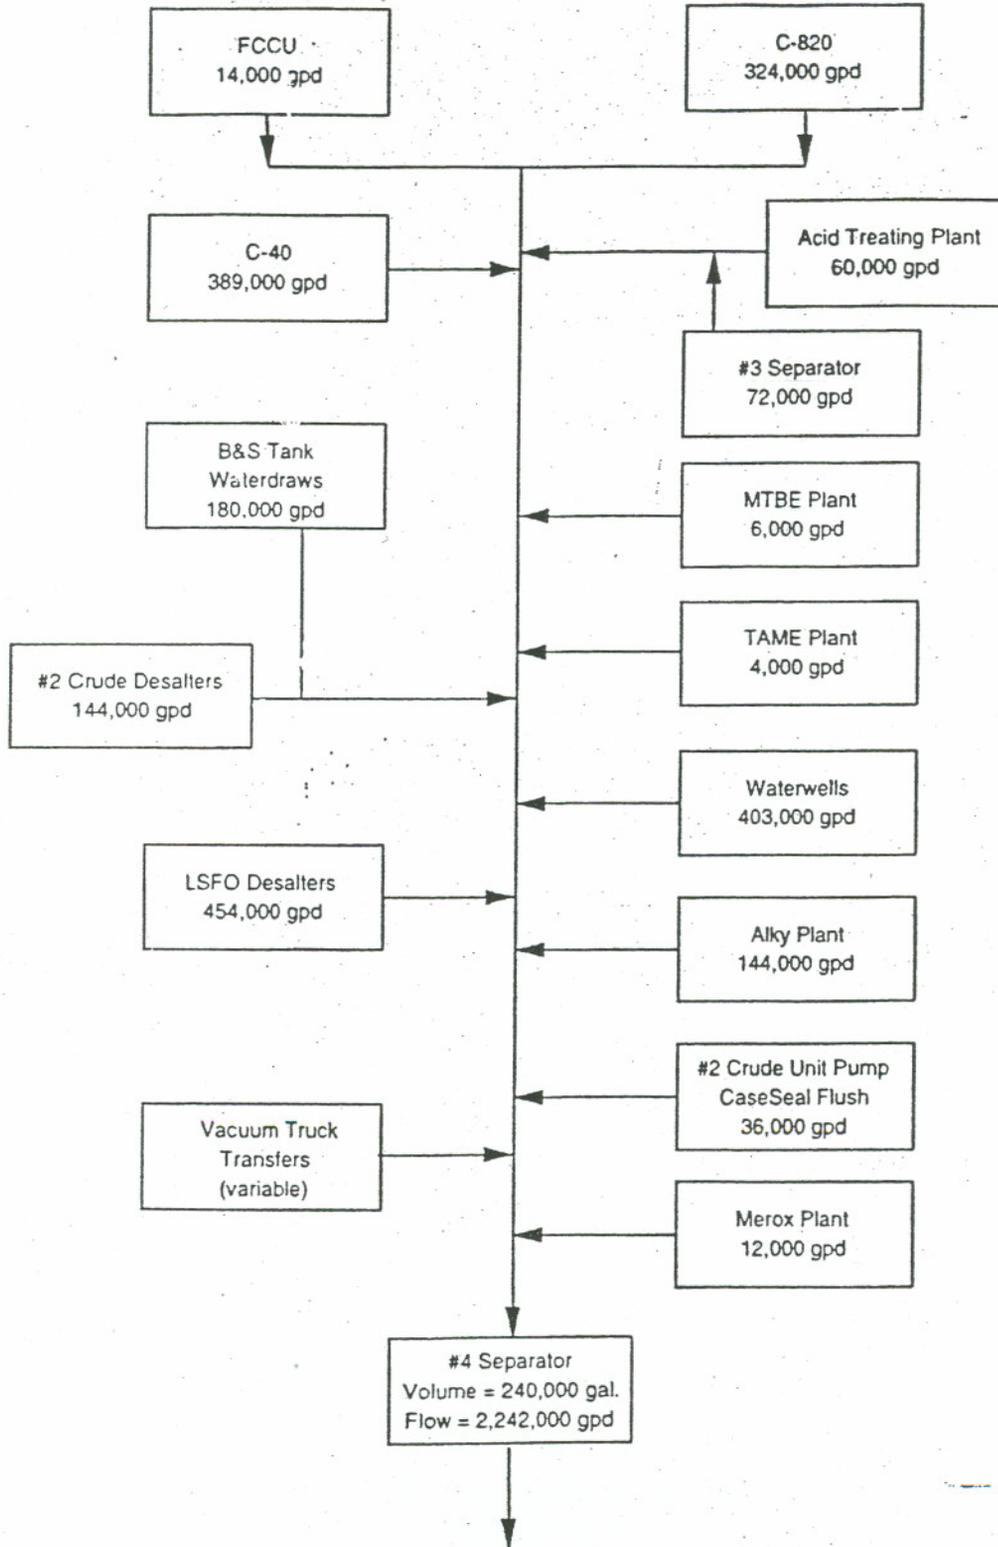 FCCU
14,000 gpd
C-820
324,000 gpd
C-40
389,000 gpd
Acid Treating Plant
60,000 gpd
#3 Separator
72,000 gpd
B&S Tank
Waterdraws
180,000 gpd
MTBE Plant
6,000 gpd
TAME Plant
4,000 gpd
#2 Crude Desalters
144,000 gpd
Waterwells
403,000 gpd
LSFO Desalters
454,000 gpd
Alky Plant
144,000 gpd
#2 Crude Unit Pump
CaseSeal Flush
36,000 gpd
Vacuum Truck
Transfers
(variable)
Merox Plant
12,000 gpd
#4 Separator
Volume = 240,000 gal.
Flow = 2,242,000 gpd